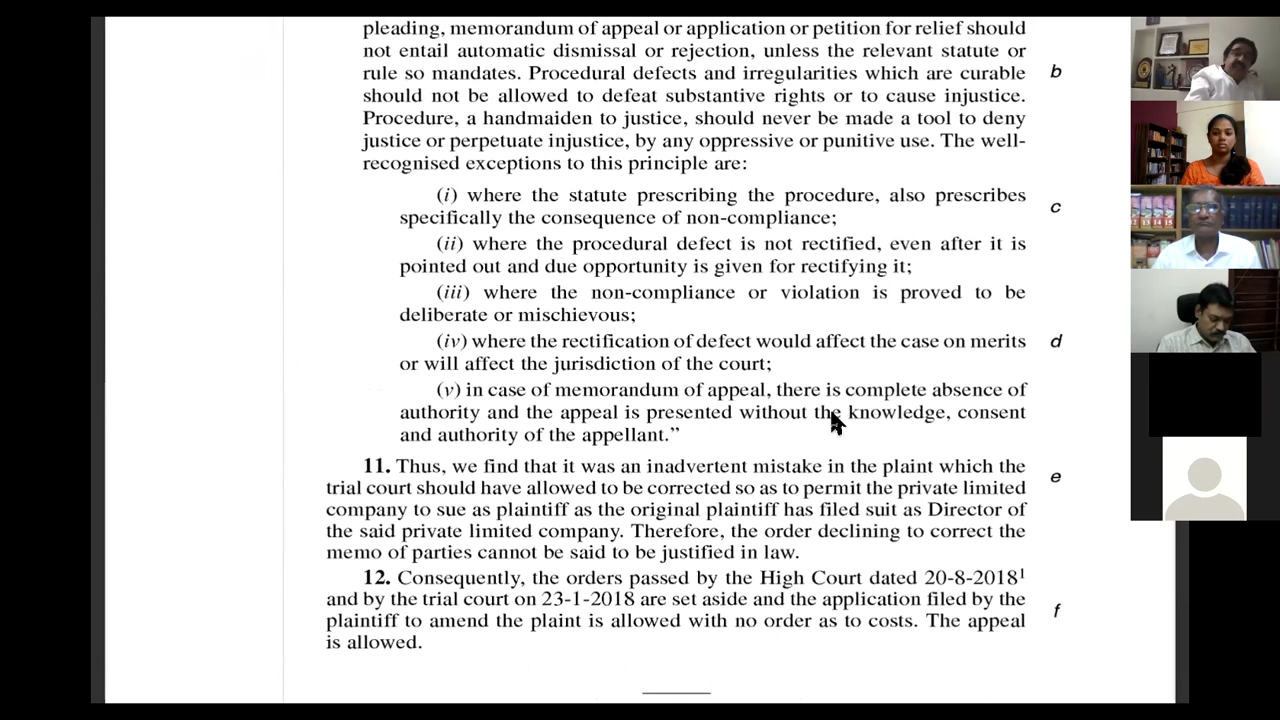 pleading, memorandum of appeal or application or petition for relief should
not entail automatic dismissal or rejection, unless the relevant statute or
rule so mandates. Procedural defects and irregularities which are curable
b
should not be allowed to defeat substantive rights or to cause injustice.
Procedure, a handmaiden to justice, should never be made a tool to deny
justice or perpetuate injustice, by any oppressive or punitive use. The well-
recognised exceptions to this principle are:
(i) where the statute prescribing the procedure, also prescribes
c
specifically the consequence of non-compliance;
(ii) where the procedural defect is not rectified, even after it is
pointed out and due opportunity is given for rectifying it;
(iii) where the non-compliance or violation is proved to be
deliberate or mischievous;
(iv) where the rectification of defect would affect the case on merits
d
or will affect the jurisdiction of the court;
(v) in case of memorandum of appeal, there is complete absence of
authority and the appeal is presented without the knowledge, consent
and authority of the appellant.”
11. Thus, we find that it was an inadvertent mistake in the plaint which the
e
trial court should have allowed to be corrected so as to permit the private limited
company to sue as plaintiff as the original plaintiff has filed suit as Director of
the said private limited company. Therefore, the order declining to correct the
memo of parties cannot be said to be justified in law.
12. Consequently, the orders passed by the High Court dated 20-8-2018¹
and by the trial court on 23-1-2018 are set aside and the application filed by the
f
plaintiff to amend the plaint is allowed with no order as to costs. The appeal
is allowed.